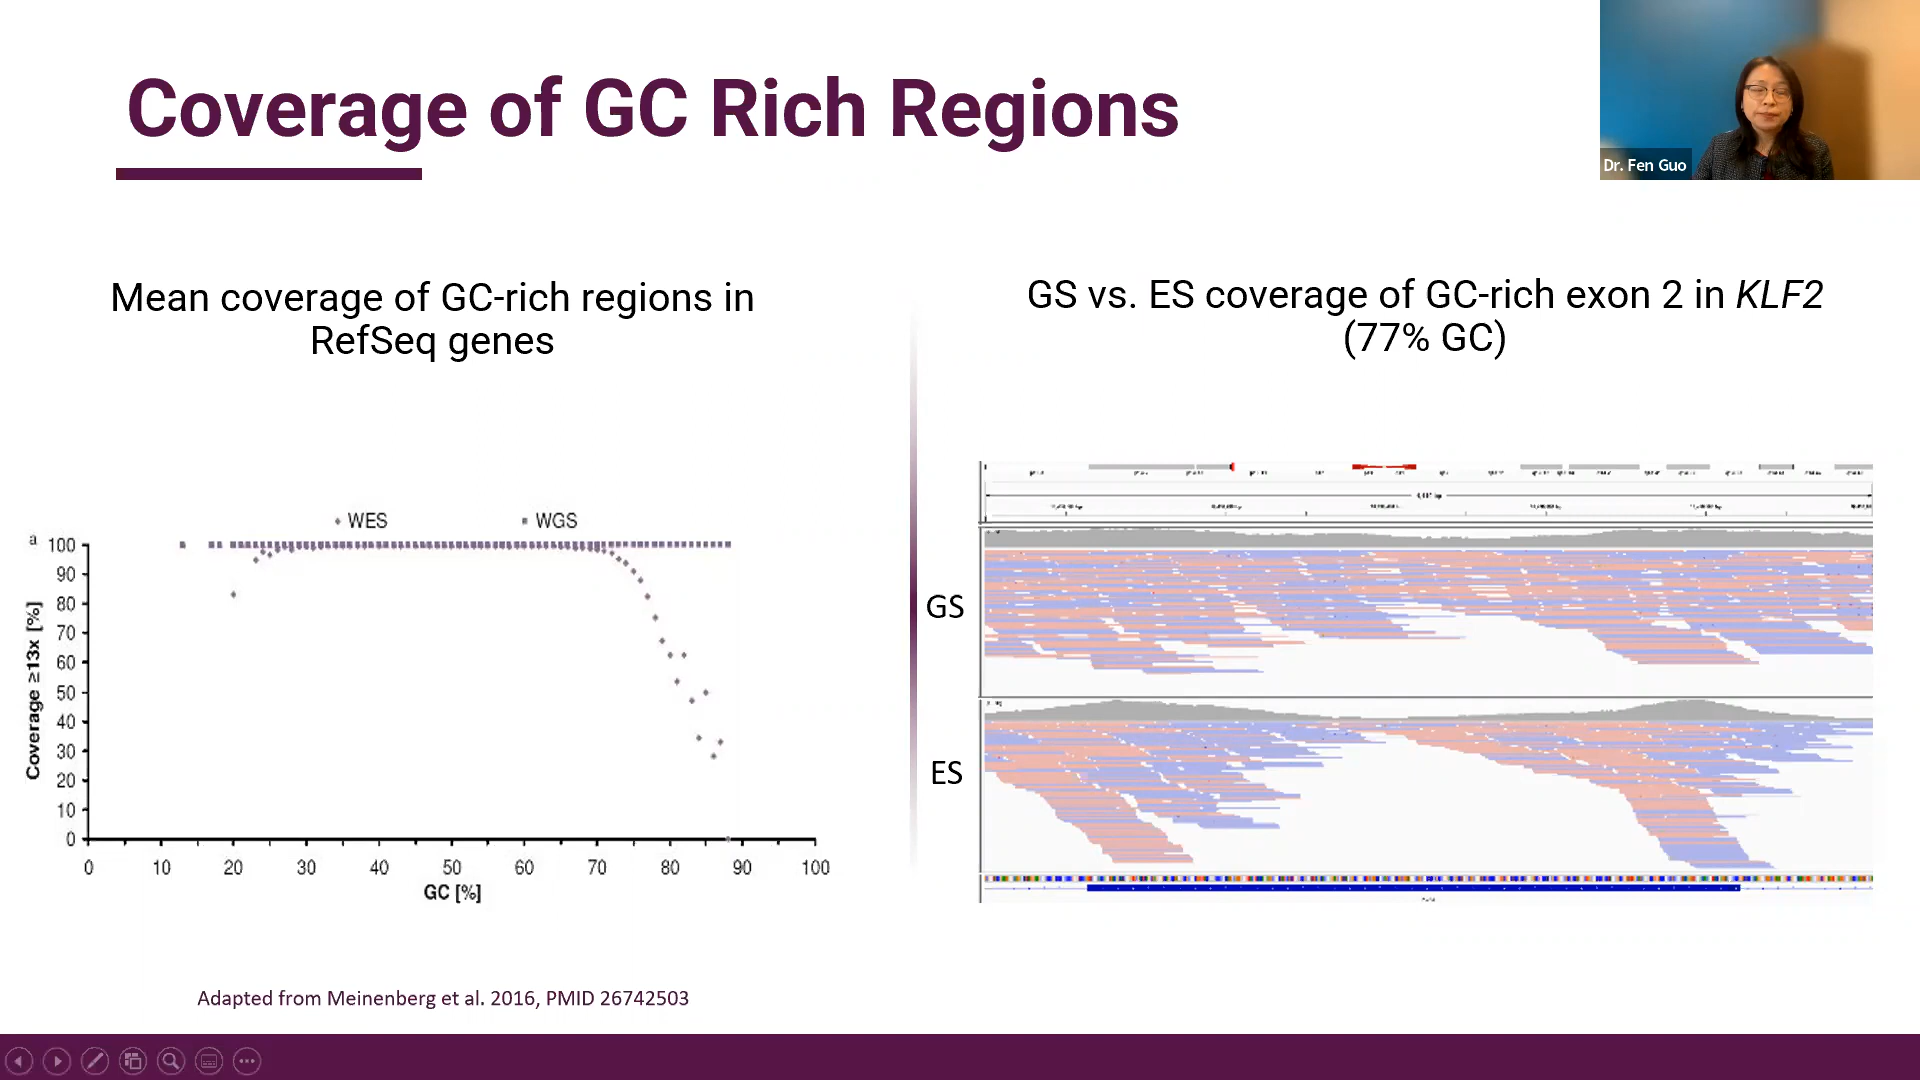 Coverage of GC Rich Regions
Dr. Fen Guo
Mean coverage of GC-rich regions in
RefSeq genes
WES
WGS
a
100
90
80
70
60
50
40
30
20
10
0
Coverage ≥13x [%]
0 10 20 30 40 50 60 70 80 90 100
GC [%]
Adapted from Meinenberg et al. 2016, PMID 26742503
GS vs. ES coverage of GC-rich exon 2 in KLF2
(77% GC)
GS
ES